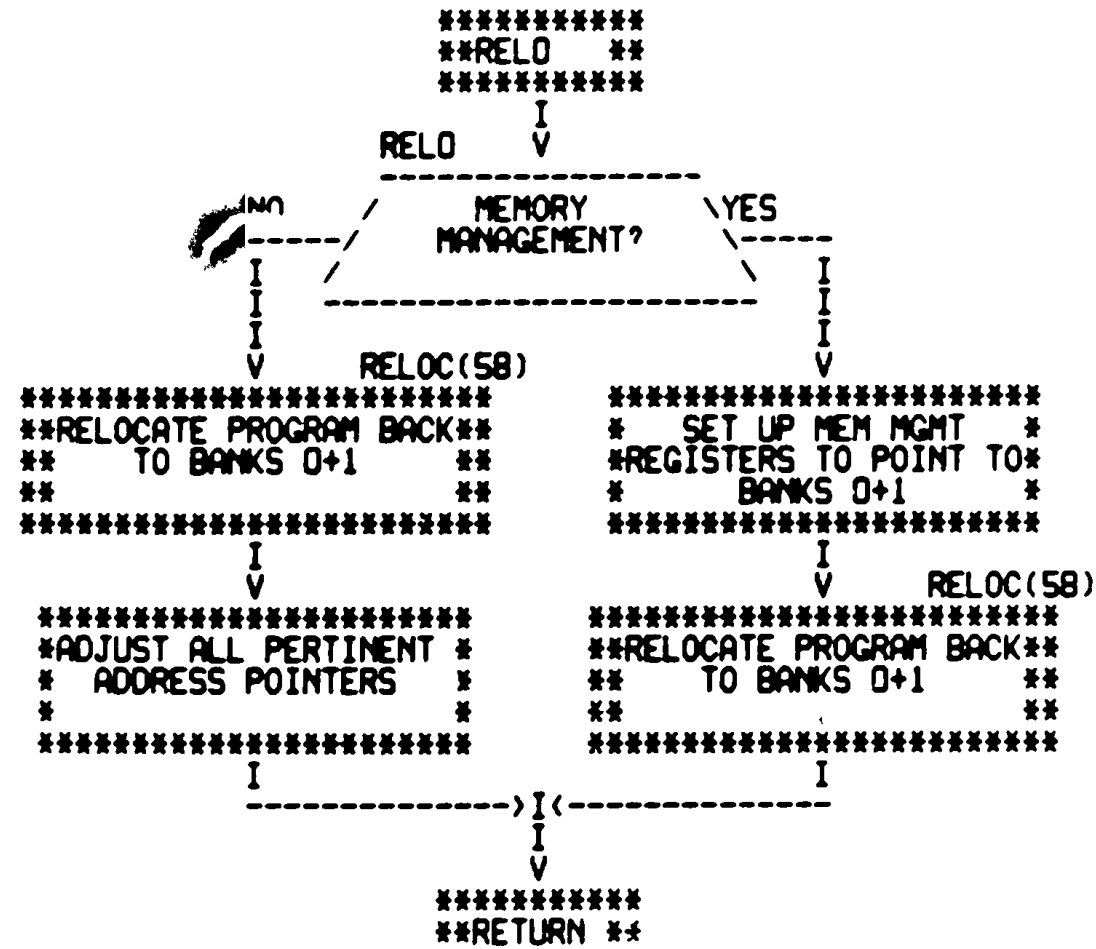 ***********
**RELO   **
***********
I
RELO V
------------------
NO / MEMORY \YES
-----/ MANAGEMENT? \-----
I / \ I
I ------------------------ I
I I
V RELOC(58) V
************************* ***********************
**RELOCATE PROGRAM BACK** * SET UP MEM MGMT *
** TO BANKS 0+1 ** *REGISTERS TO POINT TO*
** ** * BANKS 0+1 *
************************* ***********************
I I
V V RELOC(58)
*********************** *************************
*ADJUST ALL PERTINENT * **RELOCATE PROGRAM BACK**
* ADDRESS POINTERS * ** TO BANKS 0+1 **
* * ** **
*********************** *************************
I I
-------------->I<--------------
I
V
***********
**RETURN **